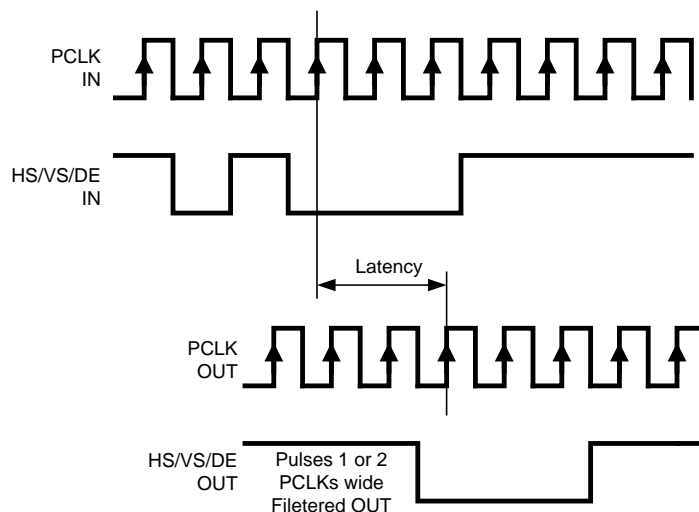 PCLK
IN
HS/VS/DE
IN
Latency
PCLK
OUT
HS/VS/DE
OUT
Pulses 1 or 2
PCLKs wide
Filetered OUT